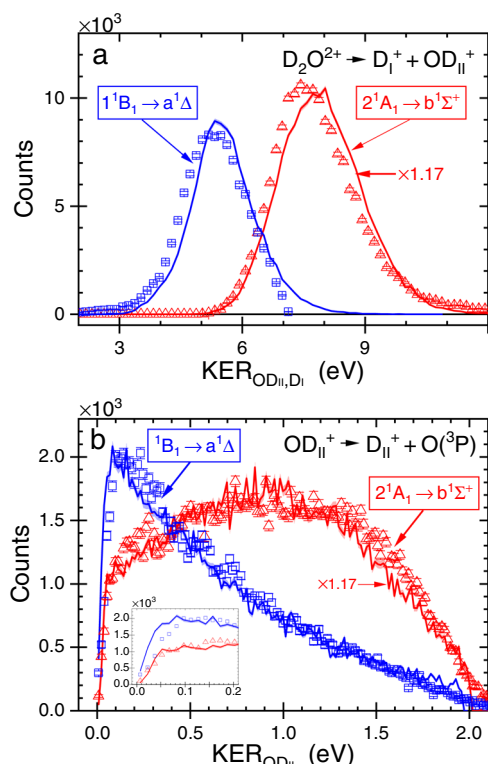 ×10³
a
D₂O²⁺ → D_I⁺ + OD_II⁺
1¹B₁→a¹Δ
2¹A₁→b¹Σ⁺
×1.17
10
5
0
Counts
3 6 9
KER_OD_II,D_I (eV)
×10³
b
OD_II⁺ → D_II⁺ + O(³P)
¹B₁→a¹Δ
2¹A₁→b¹Σ⁺
×1.17
2.0
1.5
1.0
0.5
0.0
Counts
×10³
2.0
1.5
1.0
0.5
0.0
0.0 0.1 0.2
0.0 0.5 1.0 1.5 2.0
KER_OD_II (eV)